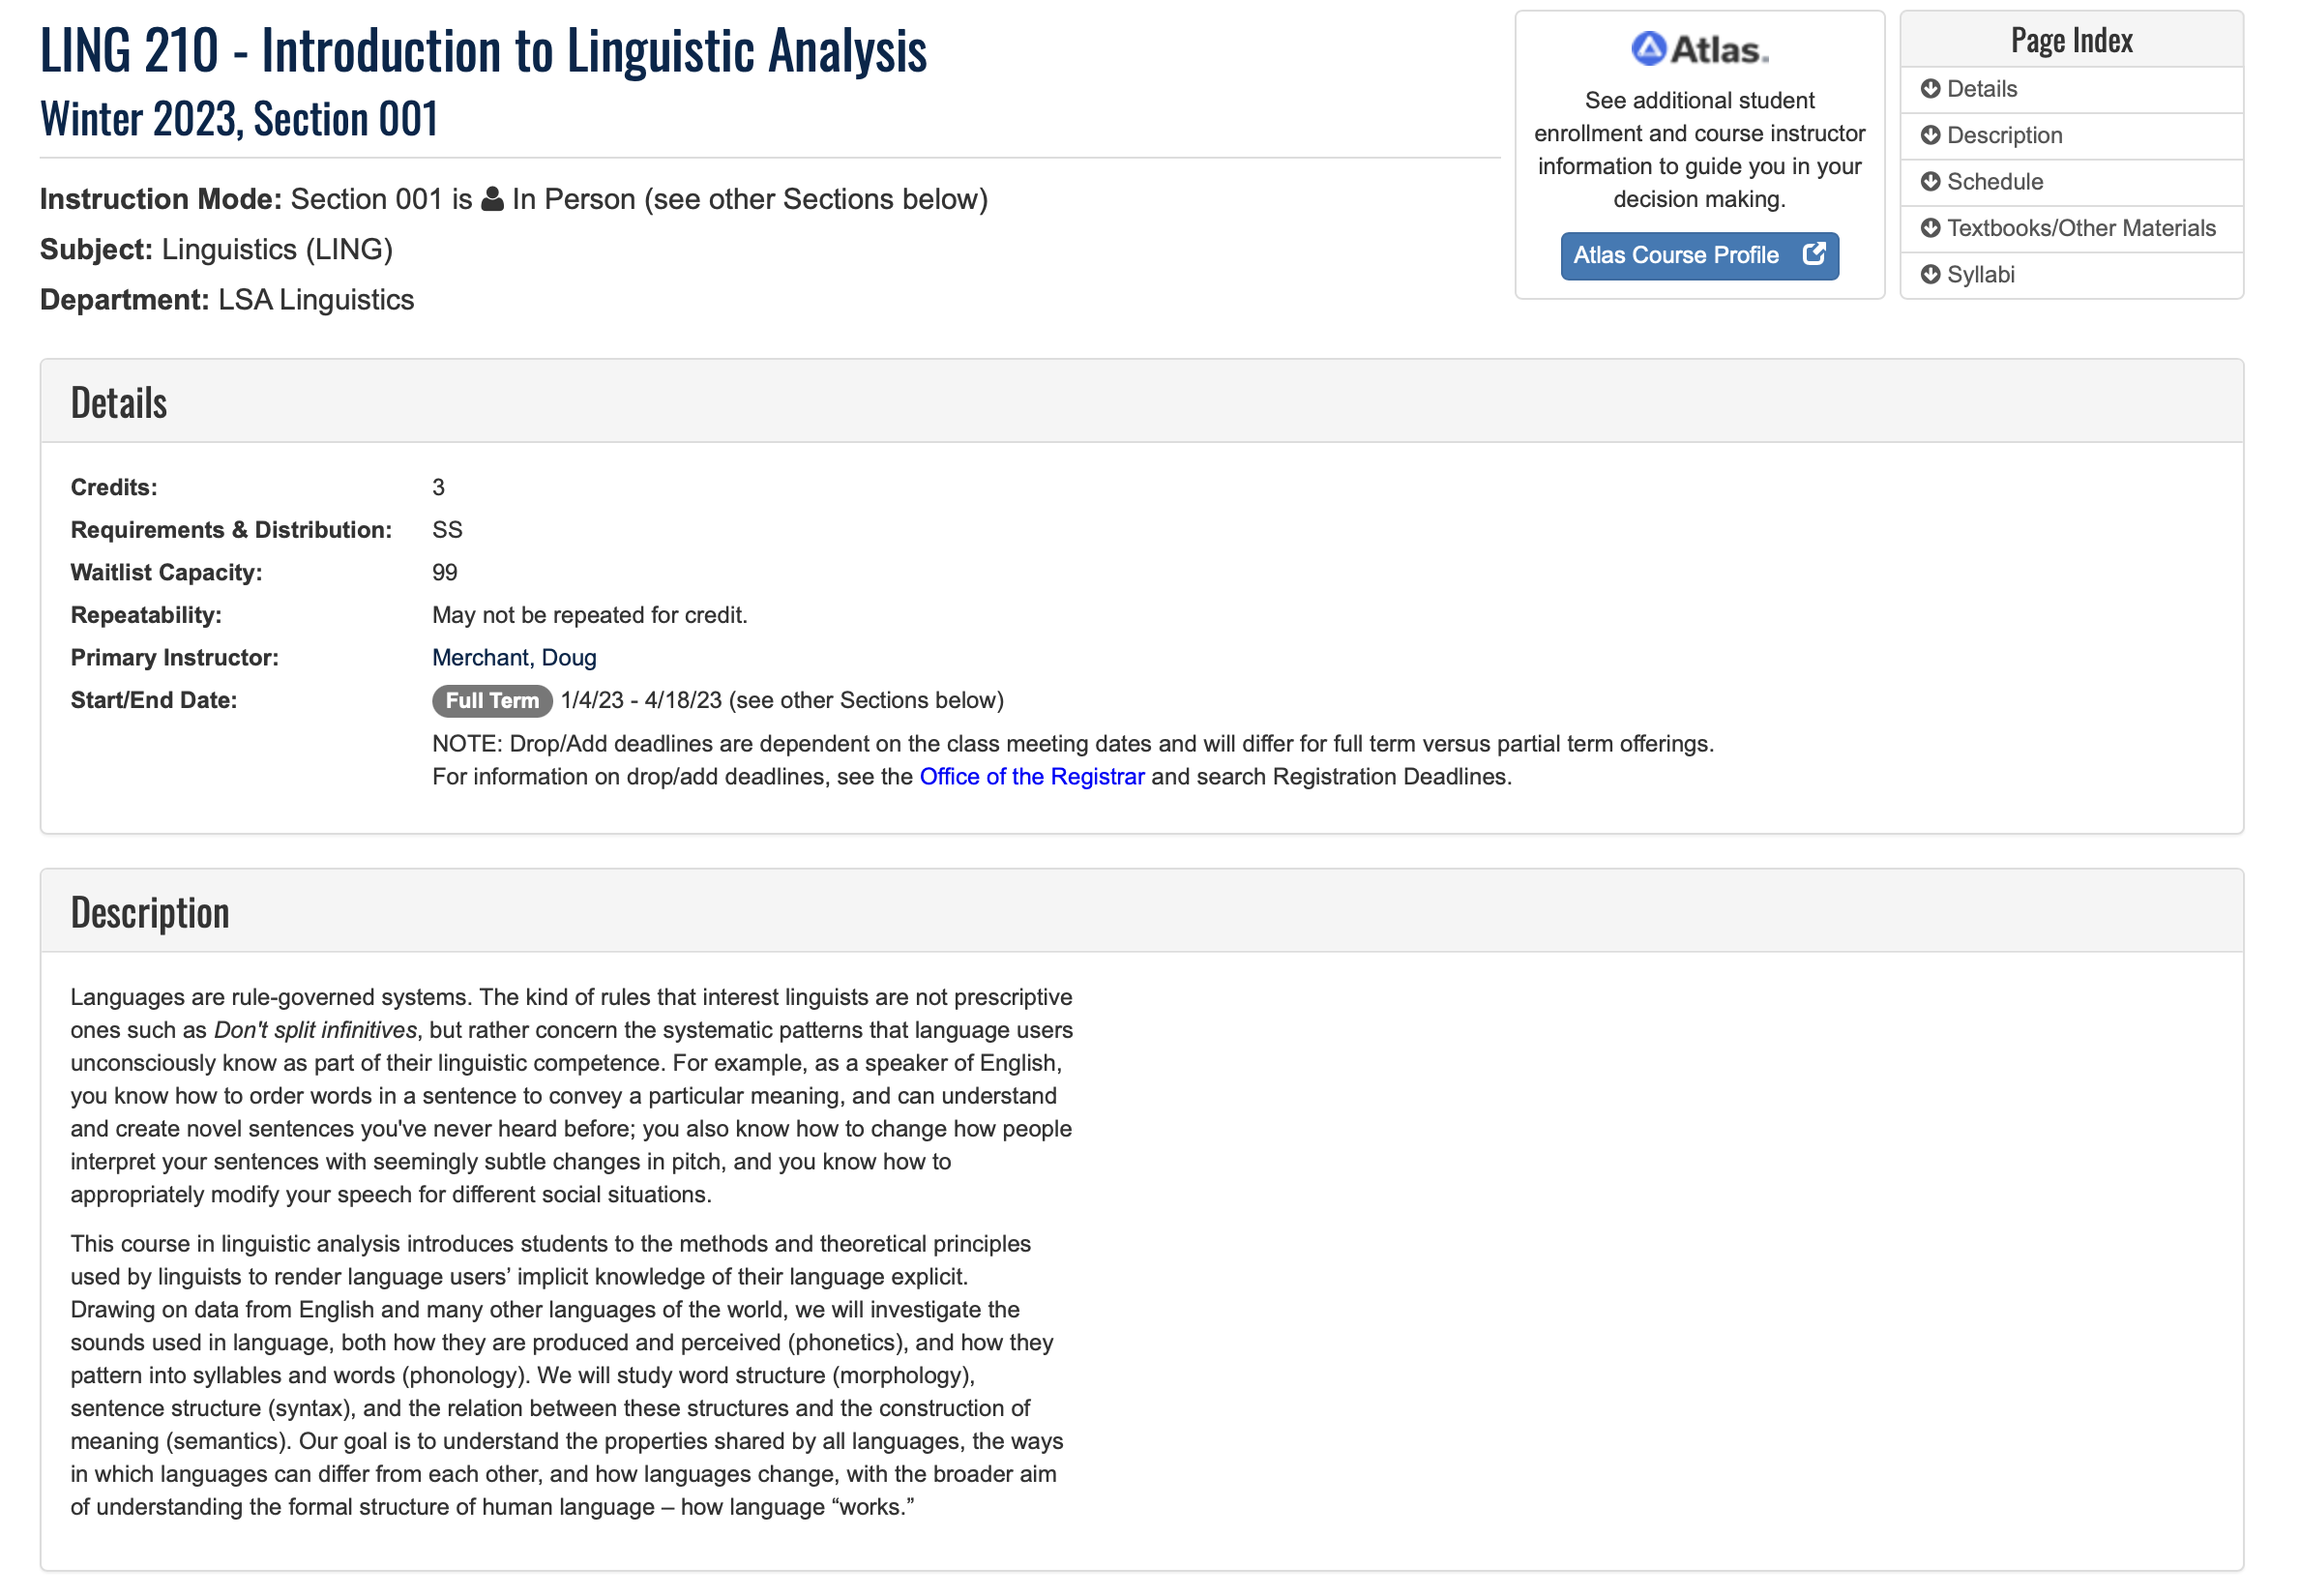 LING 210 - Introduction to Linguistic Analysis
Winter 2023, Section 001
Instruction Mode: Section 001 is In Person (see other Sections below)
Subject: Linguistics (LING)
Department: LSA Linguistics
Atlas.
See additional student
enrollment and course instructor
information to guide you in your
decision making.
Atlas Course Profile
Page Index
Details
Description
Schedule
Textbooks/Other Materials
Syllabi
Details
Credits: 3
Requirements & Distribution: SS
Waitlist Capacity: 99
Repeatability: May not be repeated for credit.
Primary Instructor: Merchant, Doug
Start/End Date: Full Term 1/4/23 - 4/18/23 (see other Sections below)
NOTE: Drop/Add deadlines are dependent on the class meeting dates and will differ for full term versus partial term offerings.
For information on drop/add deadlines, see the Office of the Registrar and search Registration Deadlines.
Description
Languages are rule-governed systems. The kind of rules that interest linguists are not prescriptive
ones such as Don't split infinitives, but rather concern the systematic patterns that language users
unconsciously know as part of their linguistic competence. For example, as a speaker of English,
you know how to order words in a sentence to convey a particular meaning, and can understand
and create novel sentences you've never heard before; you also know how to change how people
interpret your sentences with seemingly subtle changes in pitch, and you know how to
appropriately modify your speech for different social situations.
This course in linguistic analysis introduces students to the methods and theoretical principles
used by linguists to render language users’ implicit knowledge of their language explicit.
Drawing on data from English and many other languages of the world, we will investigate the
sounds used in language, both how they are produced and perceived (phonetics), and how they
pattern into syllables and words (phonology). We will study word structure (morphology),
sentence structure (syntax), and the relation between these structures and the construction of
meaning (semantics). Our goal is to understand the properties shared by all languages, the ways
in which languages can differ from each other, and how languages change, with the broader aim
of understanding the formal structure of human language – how language “works.”